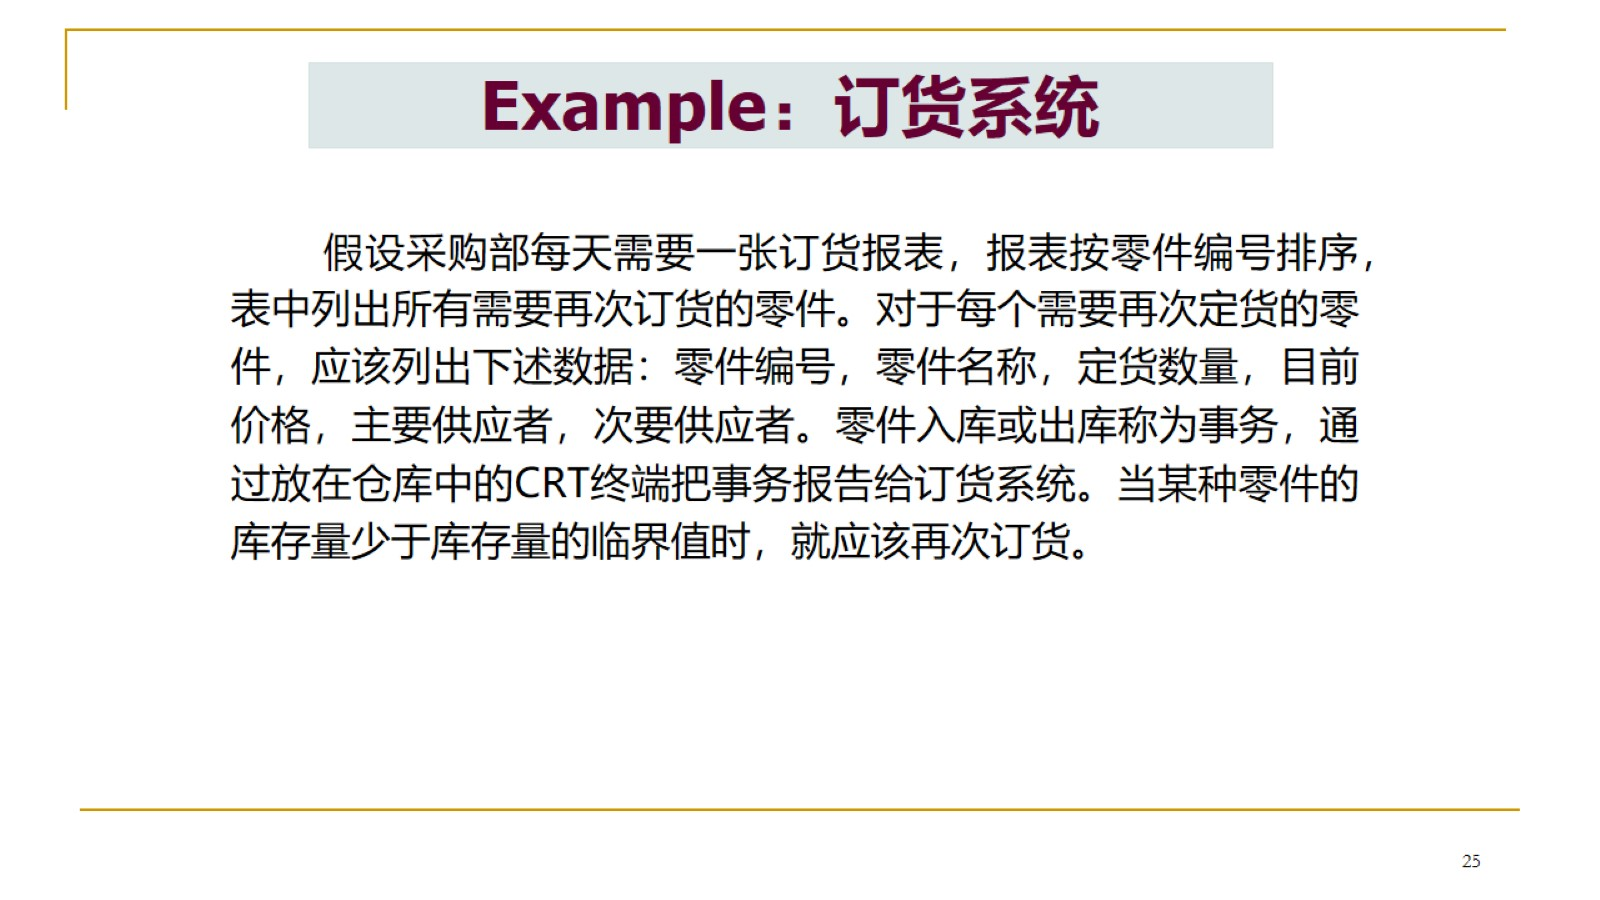 Example：订货系统
假设采购部每天需要一张订货报表，报表按零件编号排序，
表中列出所有需要再次订货的零件。对于每个需要再次定货的零
件，应该列出下述数据：零件编号，零件名称，定货数量，目前
价格，主要供应者，次要供应者。零件入库或出库称为事务，通
过放在仓库中的CRT终端把事务报告给订货系统。当某种零件的
库存量少于库存量的临界值时，就应该再次订货。
25